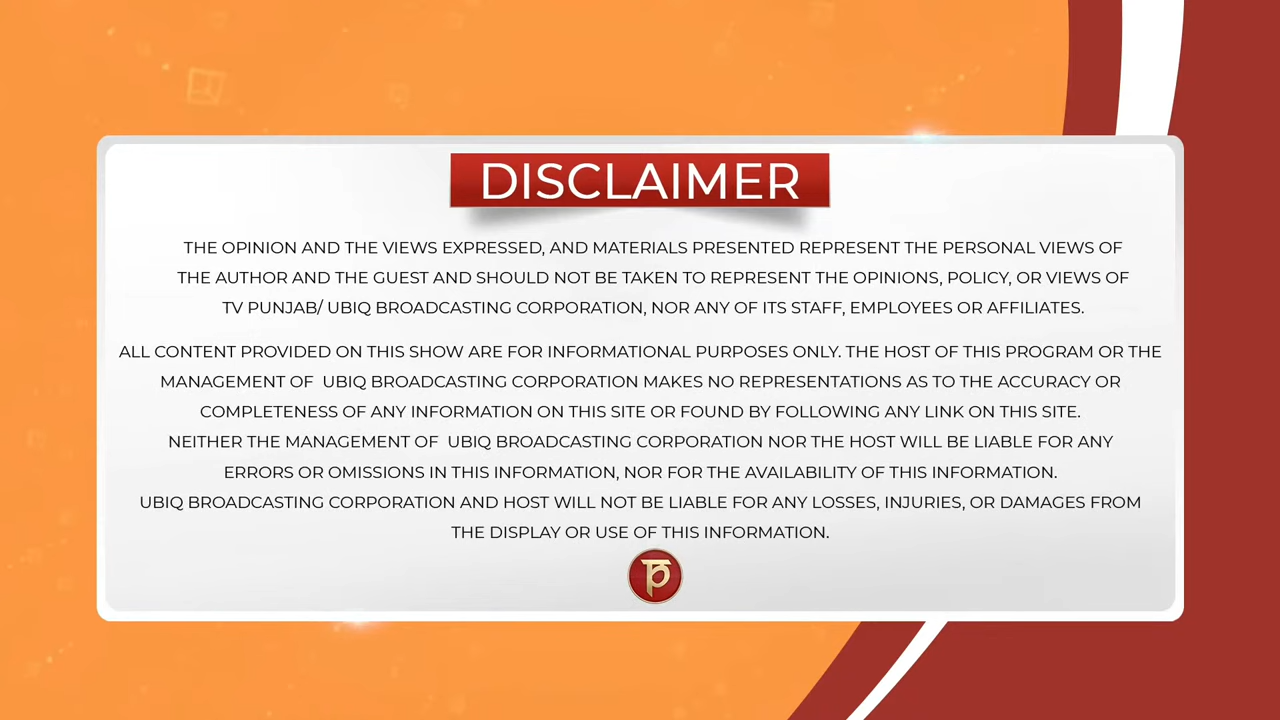 DISCLAIMER
THE OPINION AND THE VIEWS EXPRESSED, AND MATERIALS PRESENTED REPRESENT THE PERSONAL VIEWS OF
THE AUTHOR AND THE GUEST AND SHOULD NOT BE TAKEN TO REPRESENT THE OPINIONS, POLICY, OR VIEWS OF
TV PUNJAB/ UBIQ BROADCASTING CORPORATION, NOR ANY OF ITS STAFF, EMPLOYEES OR AFFILIATES.
ALL CONTENT PROVIDED ON THIS SHOW ARE FOR INFORMATIONAL PURPOSES ONLY. THE HOST OF THIS PROGRAM OR THE
MANAGEMENT OF UBIQ BROADCASTING CORPORATION MAKES NO REPRESENTATIONS AS TO THE ACCURACY OR
COMPLETENESS OF ANY INFORMATION ON THIS SITE OR FOUND BY FOLLOWING ANY LINK ON THIS SITE.
NEITHER THE MANAGEMENT OF UBIQ BROADCASTING CORPORATION NOR THE HOST WILL BE LIABLE FOR ANY
ERRORS OR OMISSIONS IN THIS INFORMATION, NOR FOR THE AVAILABILITY OF THIS INFORMATION.
UBIQ BROADCASTING CORPORATION AND HOST WILL NOT BE LIABLE FOR ANY LOSSES, INJURIES, OR DAMAGES FROM
THE DISPLAY OR USE OF THIS INFORMATION.